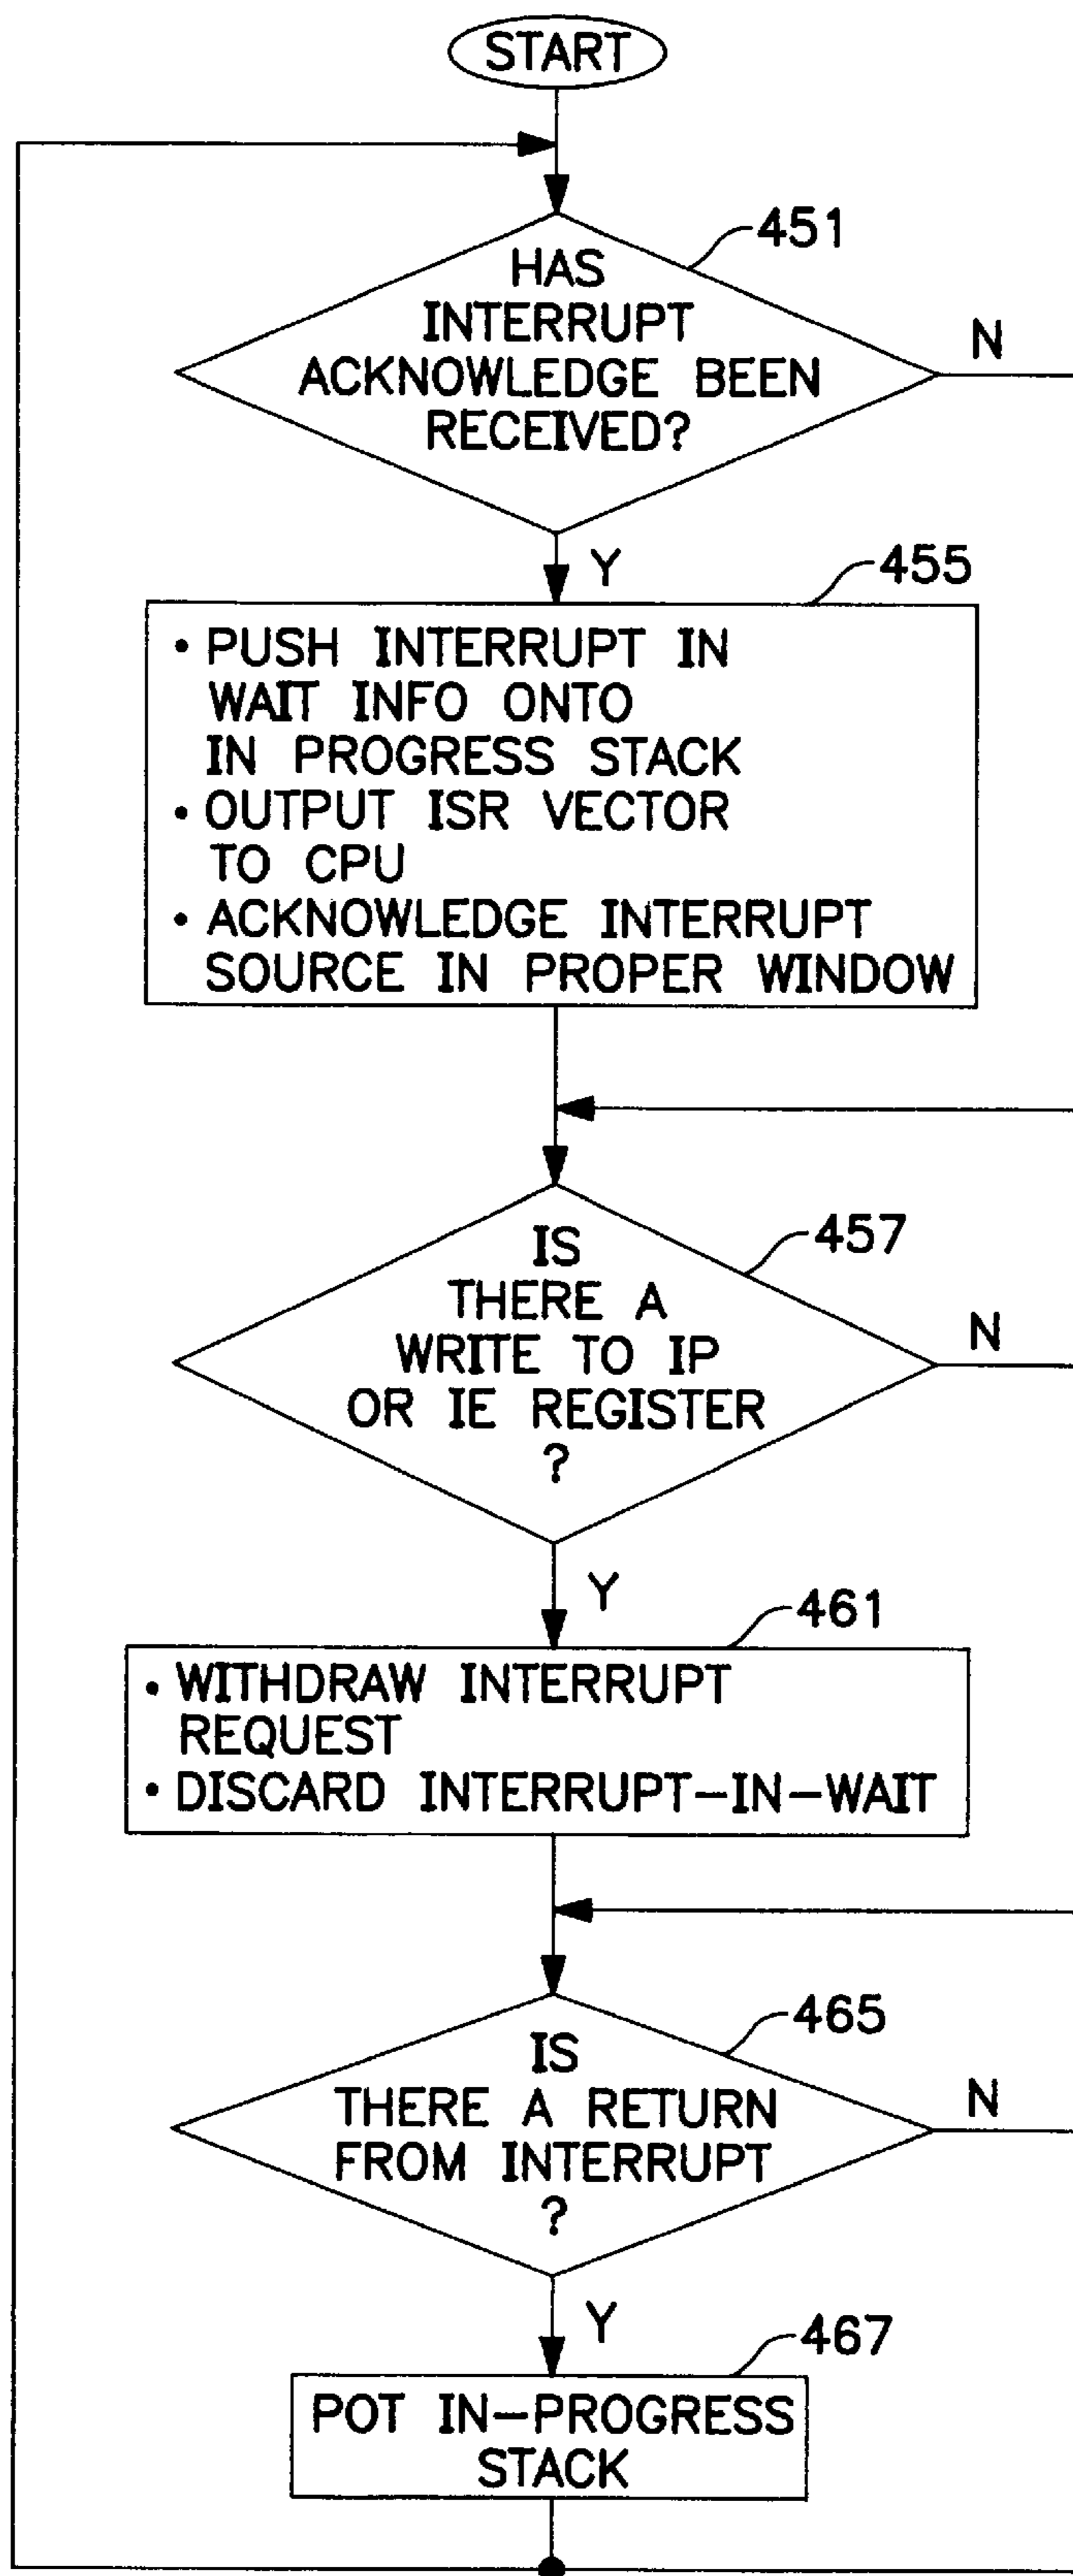 START
451
HAS
INTERRUPT
ACKNOWLEDGE BEEN
RECEIVED?
N
Y
455
• PUSH INTERRUPT IN
WAIT INFO ONTO
IN PROGRESS STACK
• OUTPUT ISR VECTOR
TO CPU
• ACKNOWLEDGE INTERRUPT
SOURCE IN PROPER WINDOW
457
IS
THERE A
WRITE TO IP
OR IE REGISTER
?
N
Y
461
• WITHDRAW INTERRUPT
REQUEST
• DISCARD INTERRUPT-IN-WAIT
465
IS
THERE A RETURN
FROM INTERRUPT
?
N
Y
467
POT IN-PROGRESS
STACK